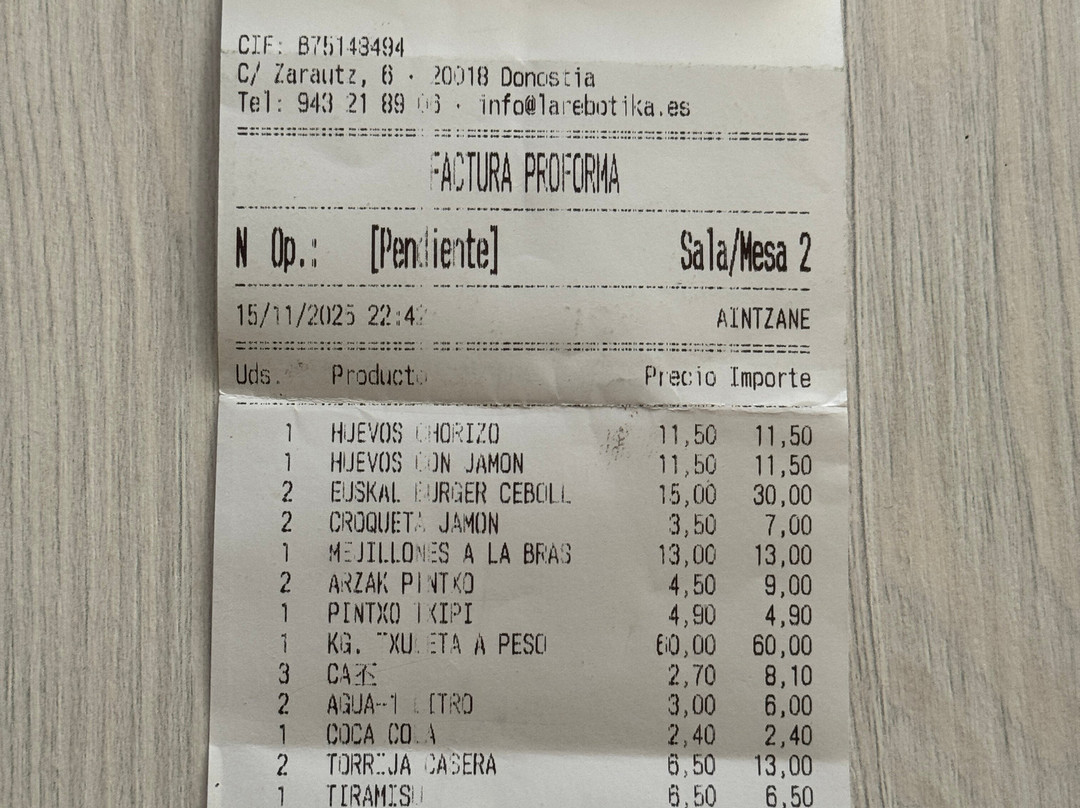 CIF: B75148494
C/ Zarautz, 6 · 20018 Donostia
Tel: 943 21 89 06 · info@larebotika.es
FACTURA PROFORMA
N Op.: [Pendiente] Sala/Mesa 2
15/11/2025 22:42 AINTZANE
Uds. Producto Precio Importe
1 HUEVOS CHORIZO 11,50 11,50
1 HUEVOS CON JAMON 11,50 11,50
2 EUSKAL BURGER CEBOLL 15,00 30,00
2 CROQUETA JAMON 3,50 7,00
1 MEJILLONES A LA BRAS 13,00 13,00
2 ARZAK PINTXO 4,50 9,00
1 PINTXO TXIPI 4,90 4,90
1 KG. TXULETA A PESO 60,00 60,00
3 2,70 8,10
2 AGUA-1 LITRO 3,00 6,00
1 COCA COLA 2,40 2,40
2 TORRIJA CASERA 6,50 13,00
1 TIRAMISU 6,50 6,50